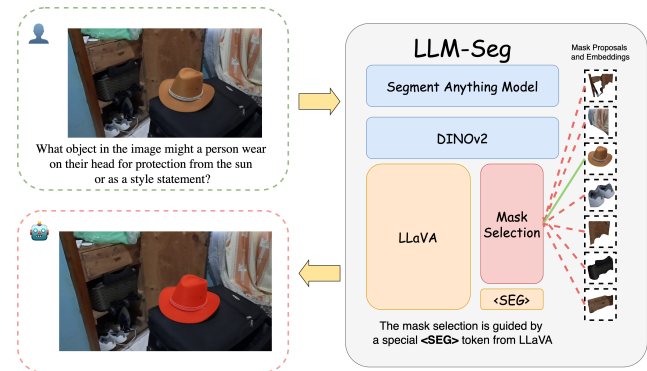 What object in the image might a person wear
on their head for protection from the sun
or as a style statement?
LLM-Seg
Mask Proposals
and Embeddings
Segment Anything Model
DINOv2
LLaVA
Mask
Selection
<SEG>
The mask selection is guided by
a special <SEG> token from LLaVA